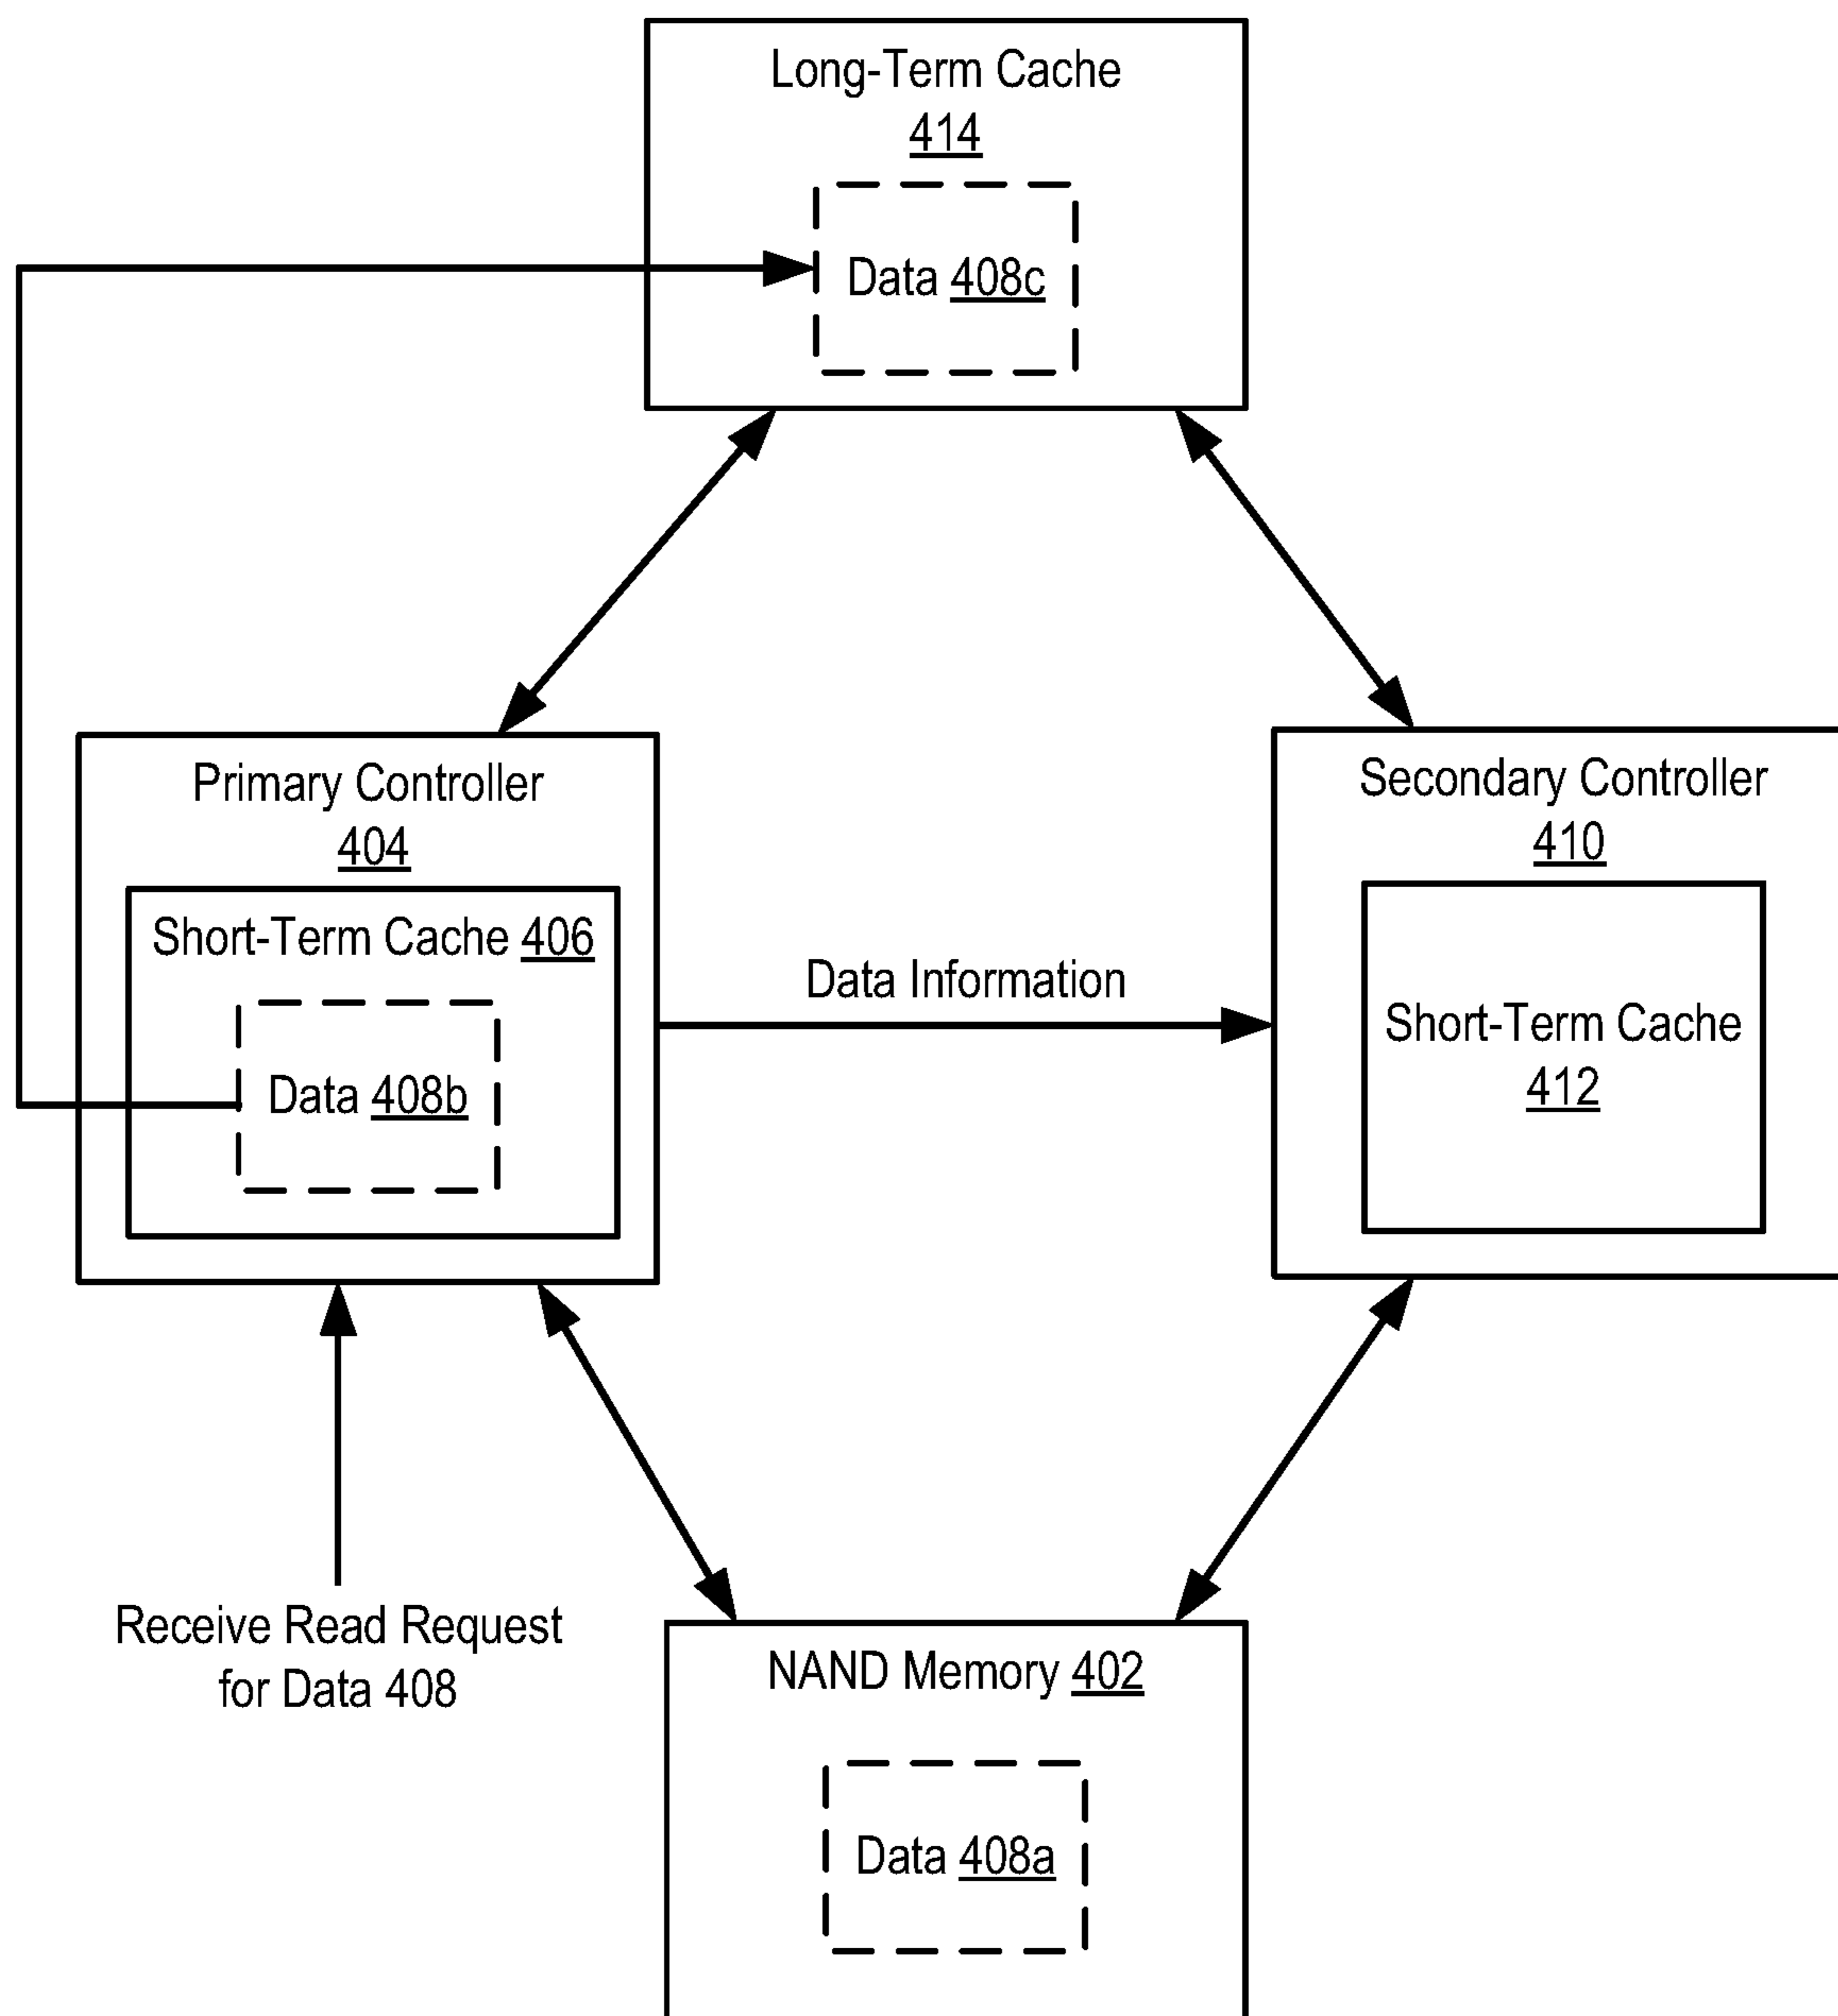 Long-Term Cache
414
Data 408c
Primary Controller
404
Short-Term Cache 406
Data 408b
Data Information
Secondary Controller
410
Short-Term Cache
412
Receive Read Request
for Data 408
NAND Memory 402
Data 408a